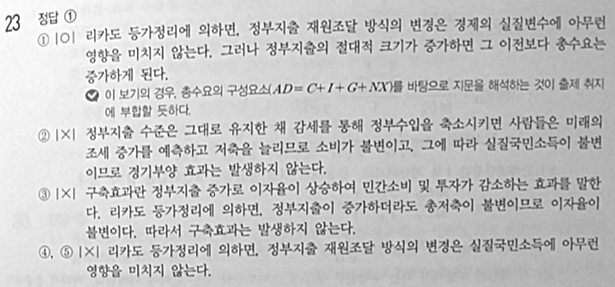 23 정답 ①
① |O| 리카도 등가정리에 의하면, 정부지출 재원조달 방식의 변경은 경제의 실질변수에 아무런
영향을 미치지 않는다. 그러나 정부지출의 절대적 크기가 증가하면 그 이전보다 총수요는
증가하게 된다.
이 보기의 경우, 총수요의 구성요소(AD=C+I+G+NX)를 바탕으로 지문을 해석하는 것이 출제 취지
에 부합할 듯하다.
② |×| 정부지출 수준은 그대로 유지한 채 감세를 통해 정부수입을 축소시키면 사람들은 미래의
조세 증가를 예측하고 저축을 늘리므로 소비가 불변이고, 그에 따라 실질국민소득이 불변
이므로 경기부양 효과는 발생하지 않는다.
③ |×| 구축효과란 정부지출 증가로 이자율이 상승하여 민간소비 및 투자가 감소하는 효과를 말한
다. 리카도 등가정리에 의하면, 정부지출이 증가하더라도 총저축이 불변이므로 이자율이
불변이다. 따라서 구축효과는 발생하지 않는다.
④, ⑤ |×| 리카도 등가정리에 의하면, 정부지출 재원조달 방식의 변경은 실질국민소득에 아무런
영향을 미치지 않는다.